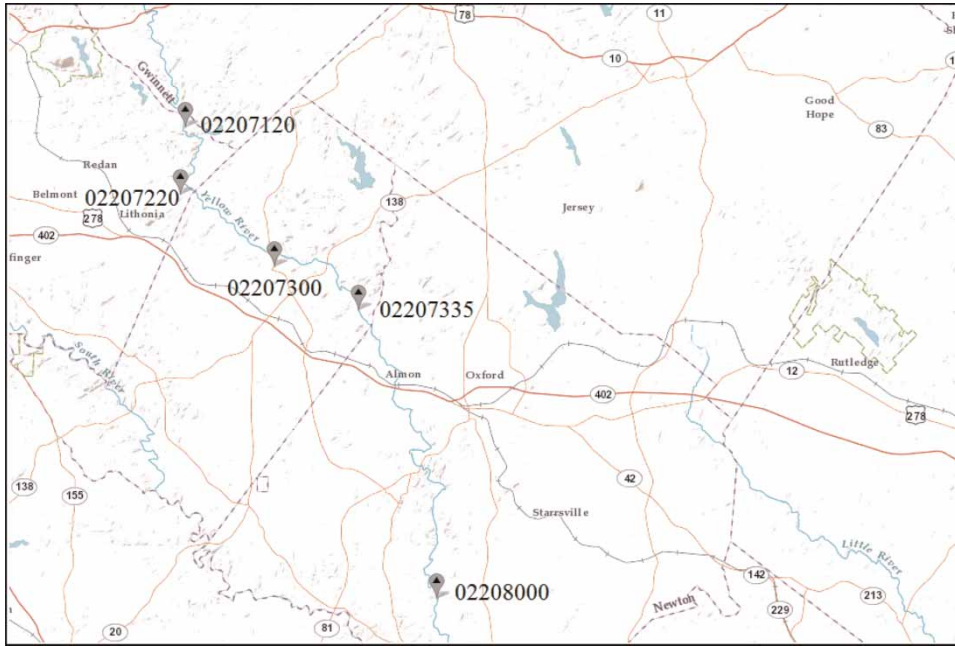 78
11
10
Gwinnett
02207120
Good
Hope
83
Redan
Belmont
02207220
278
Lithonia
Yellow River
138
Jersey
402
finger
02207300
02207335
South
River
Almon
Oxford
Rutledge
12
402
278
138
155
42
Starrsville
Little River
02208000
142
Newton
213
229
20
81